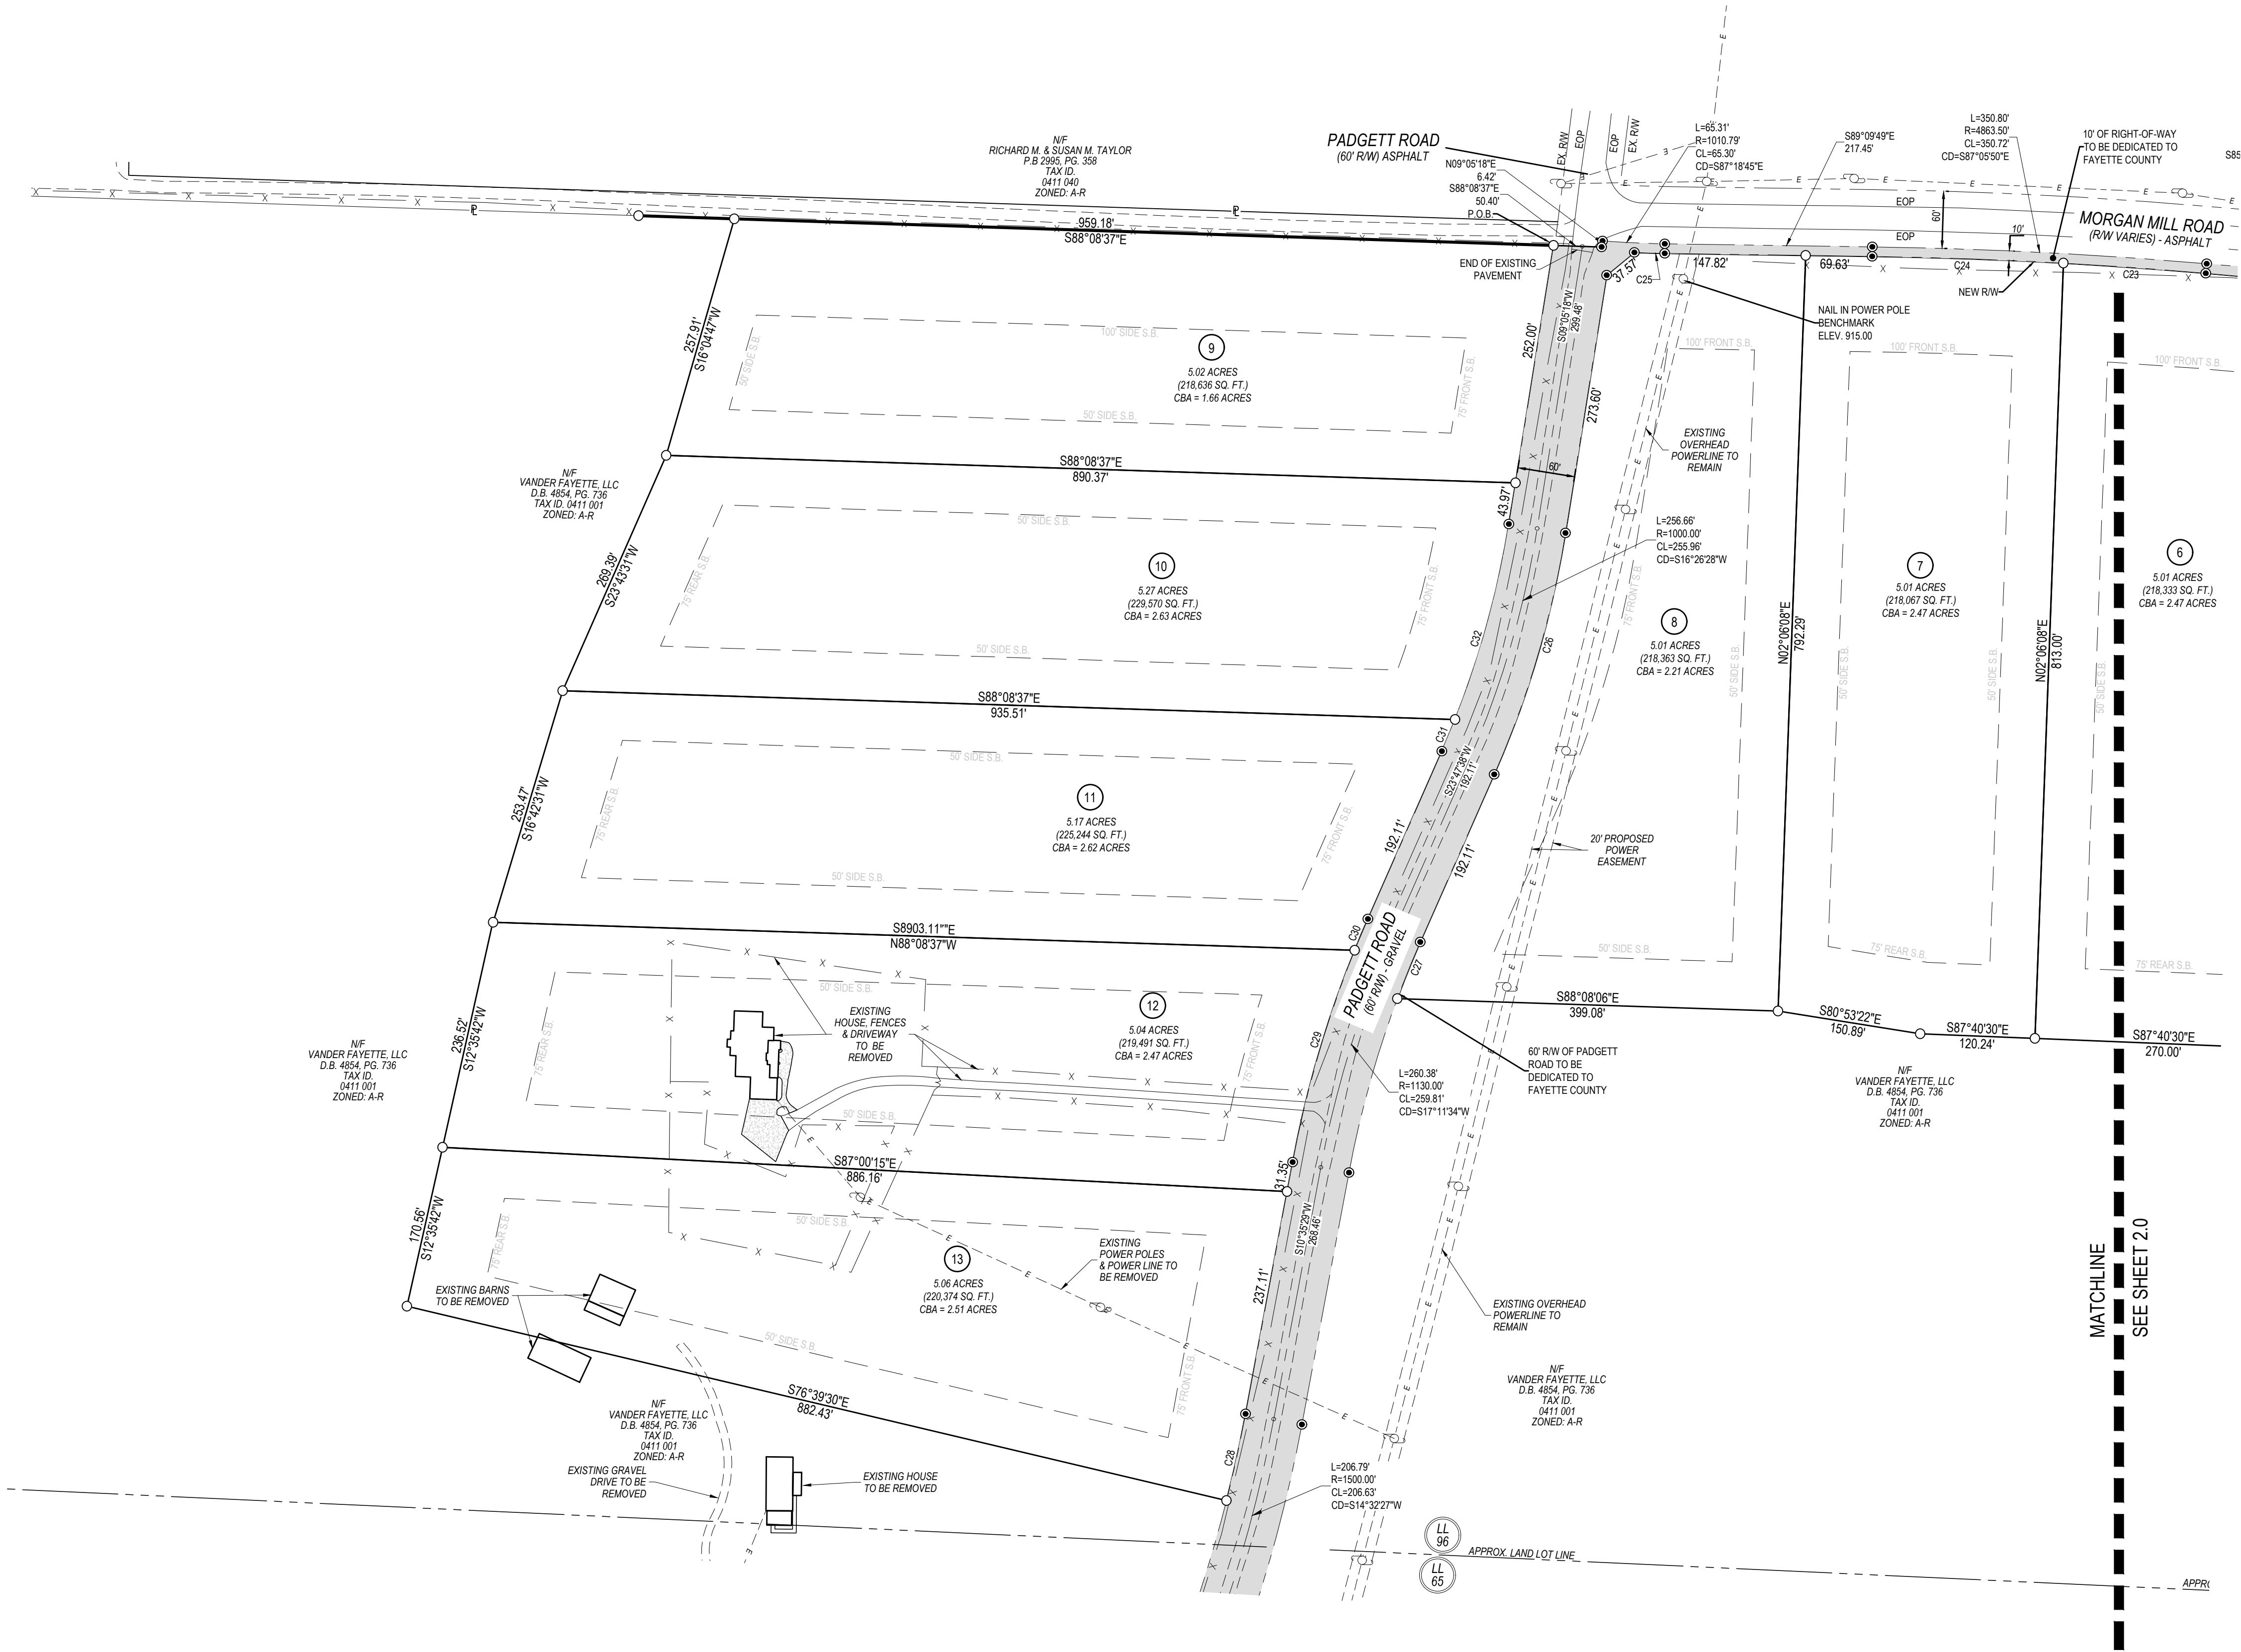 N/F
RICHARD M. & SUSAN M. TAYLOR
P.B 2995, PG. 358
TAX ID.
0411 040
ZONED: A-R
PADGETT ROAD
(60' R/W) ASPHALT
EX. R/W
EOP
EOP
EX. R/W
N09°05'18"E
6.42'
S88°08'37"E
50.40'
P.O.B.
L=65.31'
R=1010.79'
CL=65.30'
CD=S87°18'45"E
S89°09'49"E
217.45'
L=350.80'
R=4863.50'
CL=350.72'
CD=S87°05'50"E
10' OF RIGHT-OF-WAY
TO BE DEDICATED TO
FAYETTE COUNTY
S85
EOP
EOP
60'
10'
MORGAN MILL ROAD
(R/W VARIES) - ASPHALT
959.18'
S88°08'37"E
END OF EXISTING
PAVEMENT
37.57'
C25
147.82'
69.63'
C24
C23
NEW R/W
NAIL IN POWER POLE
BENCHMARK
ELEV. 915.00
257.91'
S16°04'47"W
50' SIDE S.B.
100' SIDE S.B.
9
5.02 ACRES
(218,636 SQ. FT.)
CBA = 1.66 ACRES
50' SIDE S.B.
75' FRONT S.B.
252.00'
S09°05'18"W
299.48'
273.60'
100' FRONT S.B.
100' FRONT S.B.
100' FRONT S.B.
EXISTING
OVERHEAD
POWERLINE TO
REMAIN
S88°08'37"E
890.37'
60'
43.97'
N/F
VANDER FAYETTE, LLC
D.B. 4854, PG. 736
TAX ID. 0411 001
ZONED: A-R
269.39'
S23°43'31"W
75' REAR S.B.
50' SIDE S.B.
10
5.27 ACRES
(229,570 SQ. FT.)
CBA = 2.63 ACRES
50' SIDE S.B.
75' FRONT S.B.
C32
C26
L=256.66'
R=1000.00'
CL=255.96'
CD=S16°26'28"W
75' FRONT S.B.
8
5.01 ACRES
(218,363 SQ. FT.)
CBA = 2.21 ACRES
50' SIDE S.B.
N02°06'08"E
792.29'
7
5.01 ACRES
(218,067 SQ. FT.)
CBA = 2.47 ACRES
50' SIDE S.B.
50' SIDE S.B.
N02°06'08"E
813.00'
6
5.01 ACRES
(218,333 SQ. FT.)
CBA = 2.47 ACRES
50' SIDE S.B.
S88°08'37"E
935.51'
C31
S23°47'38"W
192.11'
253.47'
S16°42'31"W
75' REAR S.B.
50' SIDE S.B.
11
5.17 ACRES
(225,244 SQ. FT.)
CBA = 2.62 ACRES
50' SIDE S.B.
75' FRONT S.B.
192.11'
192.11'
20' PROPOSED
POWER
EASEMENT
S8903.11""E
N88°08'37"W
C30
PADGETT ROAD
(60' R/W) - GRAVEL
C27
50' SIDE S.B.
75' REAR S.B.
75' REAR S.B.
S88°08'06"E
399.08'
S80°53'22"E
150.89'
S87°40'30"E
120.24'
S87°40'30"E
270.00'
236.52'
S12°35'42"W
75' REAR S.B.
50' SIDE S.B.
EXISTING
HOUSE, FENCES
& DRIVEWAY
TO BE
REMOVED
12
5.04 ACRES
(219,491 SQ. FT.)
CBA = 2.47 ACRES
75' FRONT S.B.
50' SIDE S.B.
C29
60' R/W OF PADGETT
ROAD TO BE
DEDICATED TO
FAYETTE COUNTY
L=260.38'
R=1130.00'
CL=259.81'
CD=S17°11'34"W
N/F
VANDER FAYETTE, LLC
D.B. 4854, PG. 736
TAX ID.
0411 001
ZONED: A-R
N/F
VANDER FAYETTE, LLC
D.B. 4854, PG. 736
TAX ID.
0411 001
ZONED: A-R
S87°00'15"E
886.16'
31.35'
170.56'
S12°35'42"W
75' REAR S.B.
50' SIDE S.B.
EXISTING BARNS
TO BE REMOVED
13
5.06 ACRES
(220,374 SQ. FT.)
CBA = 2.51 ACRES
EXISTING
POWER POLES
& POWER LINE TO
BE REMOVED
S10°35'29"W
268.46'
237.11'
50' SIDE S.B.
75' FRONT S.B.
EXISTING OVERHEAD
POWERLINE TO
REMAIN
MATCHLINE
SEE SHEET 2.0
S76°39'30"E
882.43'
N/F
VANDER FAYETTE, LLC
D.B. 4854, PG. 736
TAX ID.
0411 001
ZONED: A-R
N/F
VANDER FAYETTE, LLC
D.B. 4854, PG. 736
TAX ID.
0411 001
ZONED: A-R
EXISTING GRAVEL
DRIVE TO BE
REMOVED
EXISTING HOUSE
TO BE REMOVED
C28
L=206.79'
R=1500.00'
CL=206.63'
CD=S14°32'27"W
LL
96
LL
65
APPROX. LAND LOT LINE
APPR